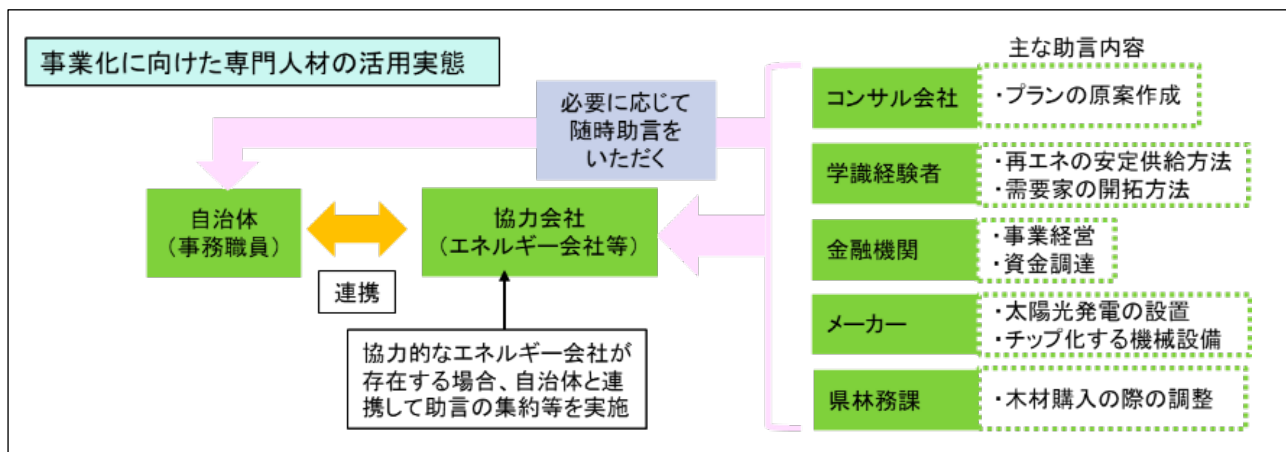 事業化に向けた専門人材の活用実態
必要に応じて
随時助言を
いただく
自治体
（事務職員）
連携
協力会社
（エネルギー会社等）
協力的なエネルギー会社が
存在する場合、自治体と連
携して助言の集約等を実施
主な助言内容
コンサル会社
・プランの原案作成
学識経験者
・再エネの安定供給方法
・需要家の開拓方法
金融機関
・事業経営
・資金調達
メーカー
・太陽光発電の設置
・チップ化する機械設備
県林務課
・木材購入の際の調整